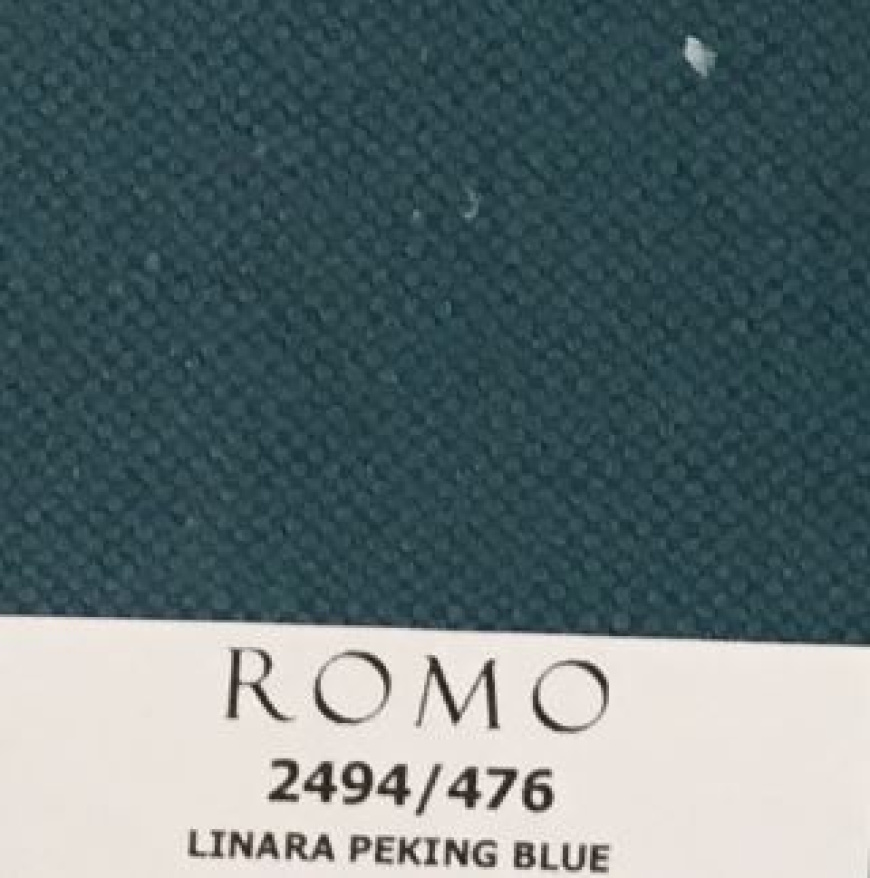 ROMO
2494/476
LINARA PEKING BLUE